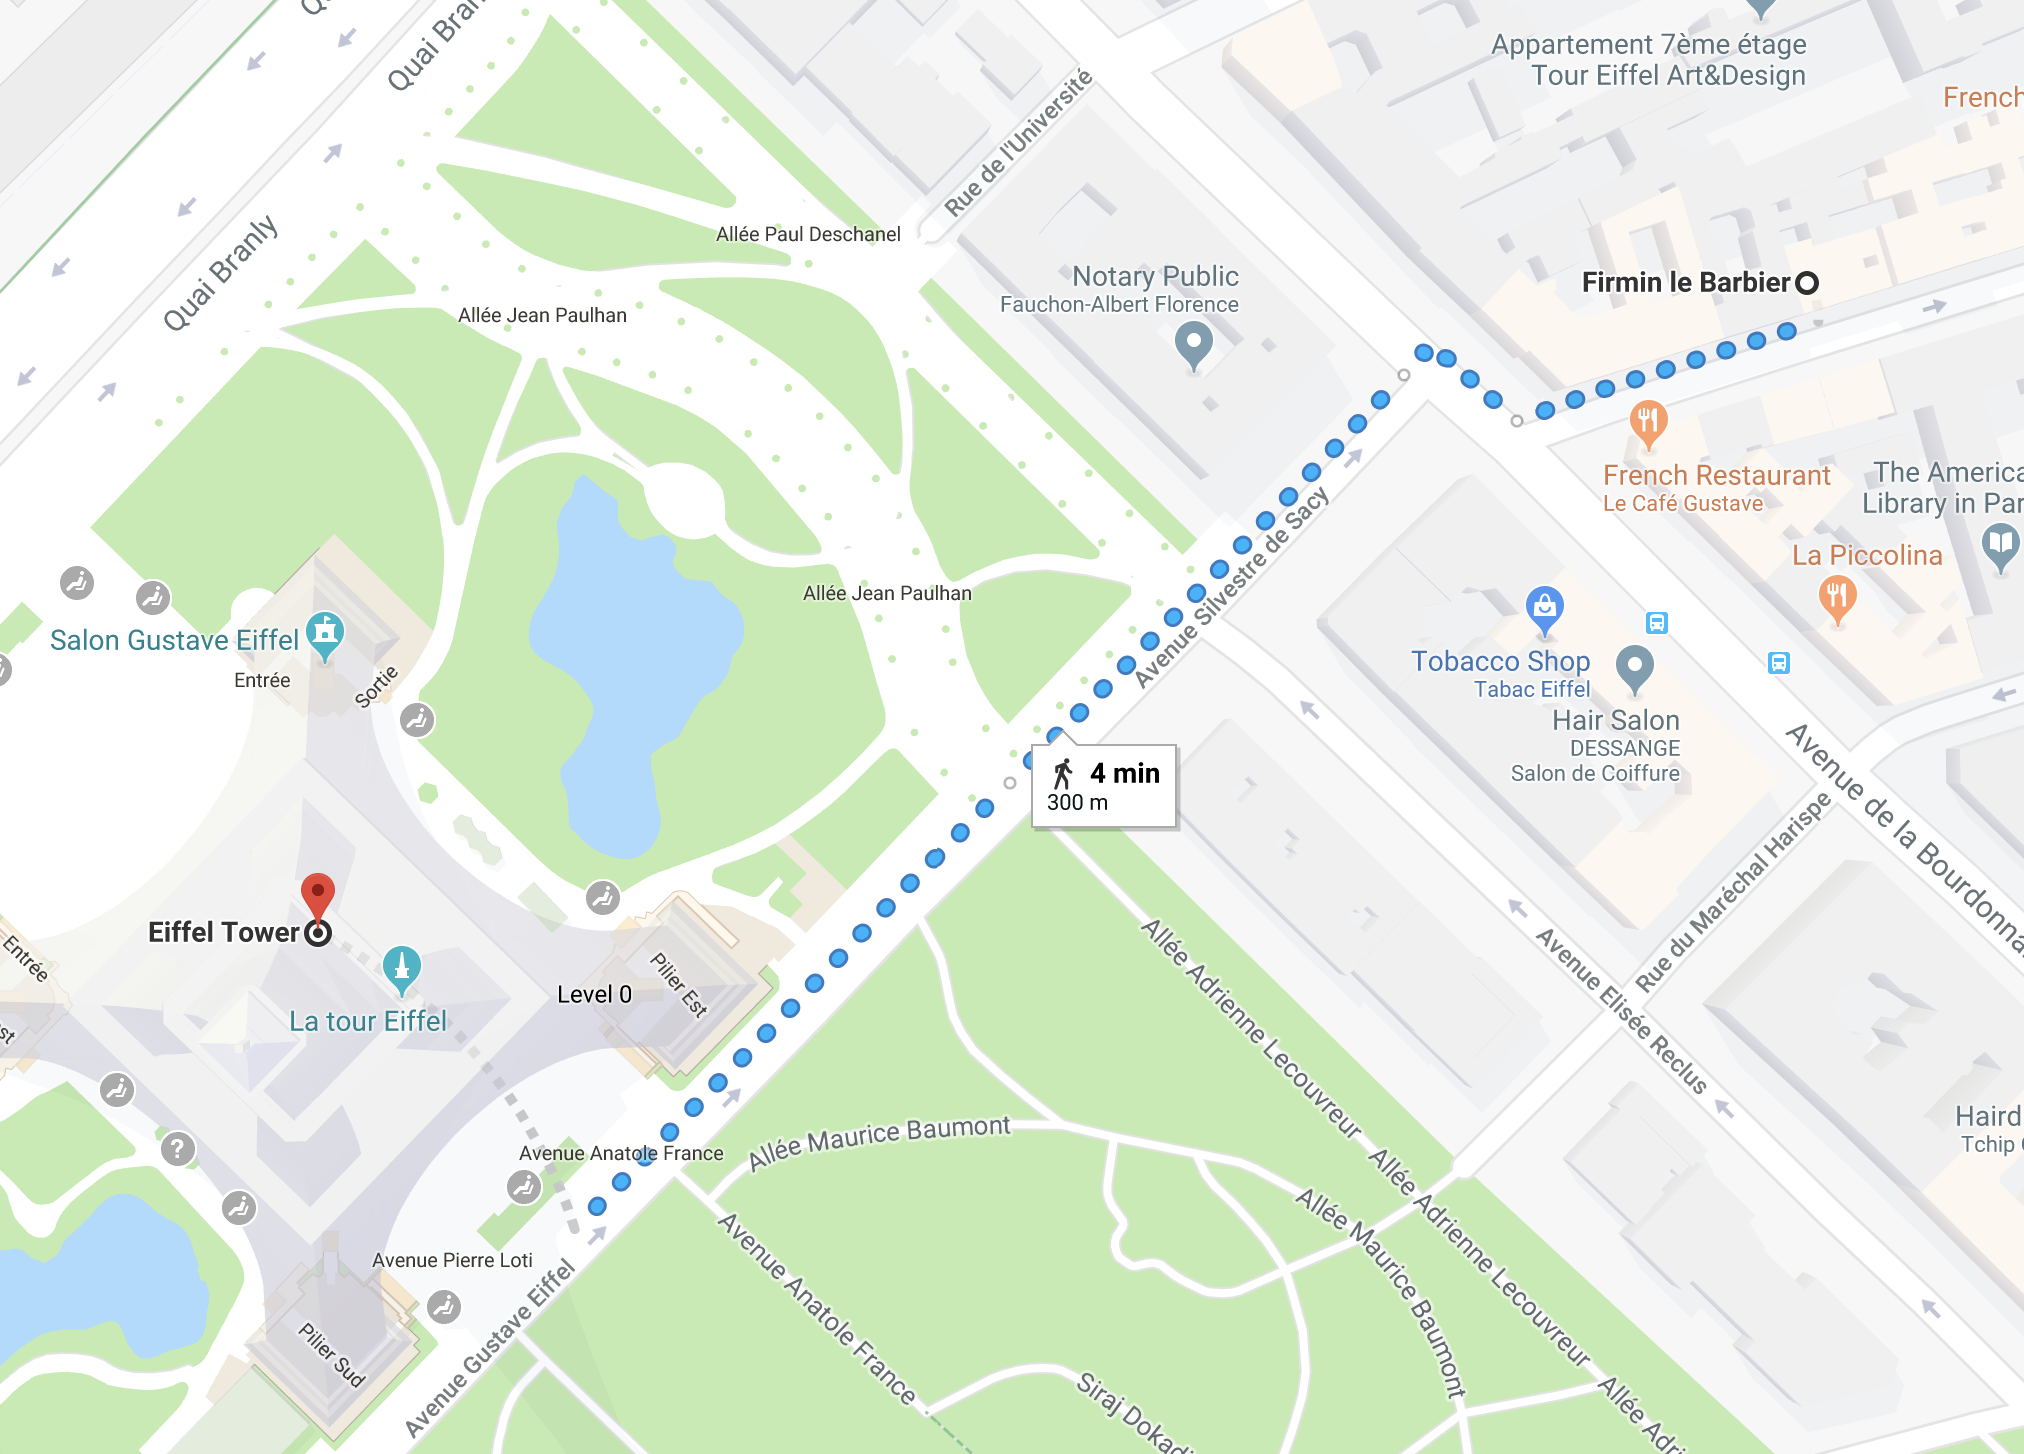 Quai Branly
Appartement 7ème étage
Tour Eiffel Art&Design
French
Rue de l'Université
Allée Paul Deschanel
Quai Branly
Notary Public
Fauchon-Albert Florence
Firmin le Barbier
Allée Jean Paulhan
French Restaurant
Le Café Gustave
The America
Library in Par
Avenue Silvestre de Sacy
La Piccolina
Allée Jean Paulhan
Salon Gustave Eiffel
Entrée
Sortie
Tobacco Shop
Tabac Eiffel
Hair Salon
DESSANGE
Salon de Coiffure
4 min
300 m
Avenue de la Bourdonna
Rue du Maréchal Harispe
Eiffel Tower
Entrée
La tour Eiffel
Level 0
Pilier Est
Allée Adrienne Lecouvreur
Avenue Elisée Reclus
st
Haird
Tchip
?
Avenue Anatole France
Allée Maurice Baumont
Allée Adrienne Lecouvreur
Allée Maurice Baumont
Avenue Pierre Loti
Avenue Gustave Eiffel
Avenue Anatole France
Pilier Sud
Siraj Dokadi
Allée Adri